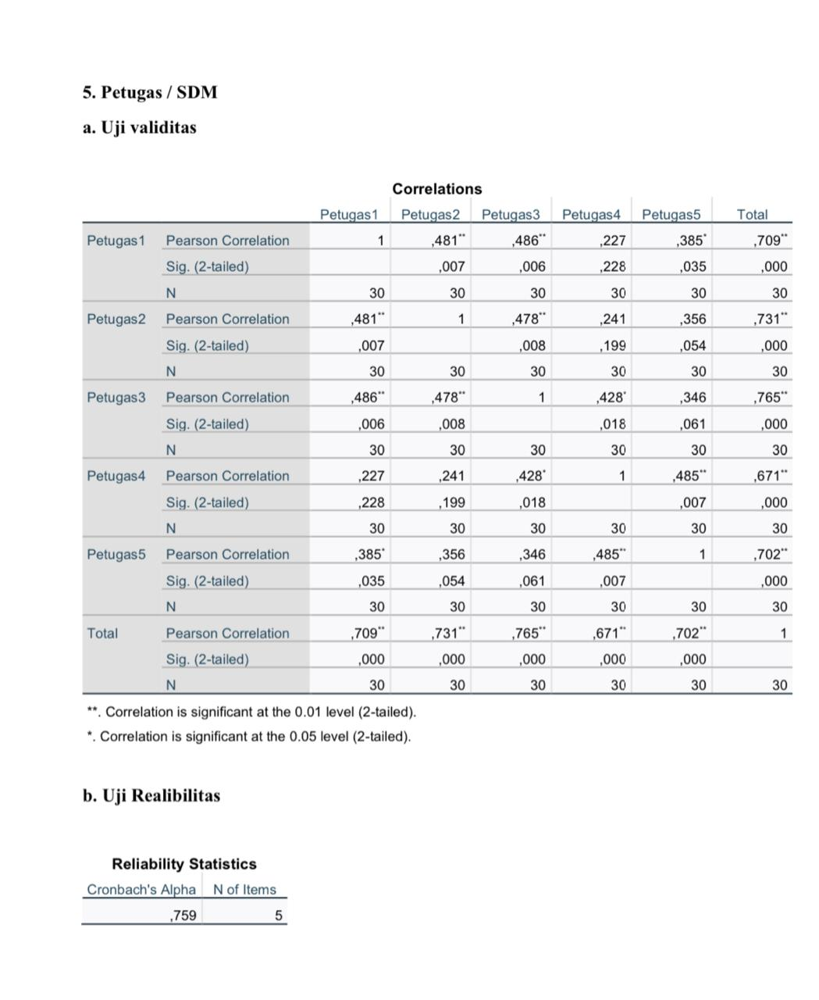 5. Petugas / SDM
a. Uji validitas
Correlations
Petugas1 Petugas2 Petugas3 Petugas4 Petugas5 Total
Petugas1 Pearson Correlation 1 ,481** ,486** ,227 ,385* ,709**
Sig. (2-tailed) ,007 ,006 ,228 ,035 ,000
N 30 30 30 30 30 30
Petugas2 Pearson Correlation ,481** 1 ,478** ,241 ,356 ,731**
Sig. (2-tailed) ,007 ,008 ,199 ,054 ,000
N 30 30 30 30 30 30
Petugas3 Pearson Correlation ,486** ,478** 1 ,428* ,346 ,765**
Sig. (2-tailed) ,006 ,008 ,018 ,061 ,000
N 30 30 30 30 30 30
Petugas4 Pearson Correlation ,227 ,241 ,428* 1 ,485** ,671**
Sig. (2-tailed) ,228 ,199 ,018 ,007 ,000
N 30 30 30 30 30 30
Petugas5 Pearson Correlation ,385* ,356 ,346 ,485** 1 ,702**
Sig. (2-tailed) ,035 ,054 ,061 ,007 ,000
N 30 30 30 30 30 30
Total Pearson Correlation ,709** ,731** ,765** ,671** ,702** 1
Sig. (2-tailed) ,000 ,000 ,000 ,000 ,000
N 30 30 30 30 30 30
**. Correlation is significant at the 0.01 level (2-tailed).
*. Correlation is significant at the 0.05 level (2-tailed).
b. Uji Realibilitas
Reliability Statistics
Cronbach's Alpha N of Items
,759 5